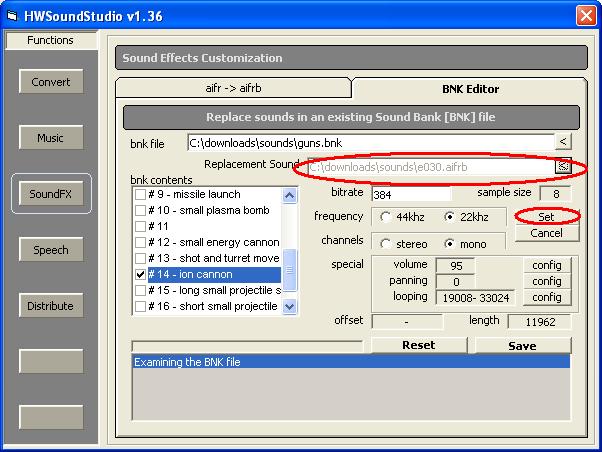 HWSoundStudio v1.36
Functions
Convert
Music
SoundFX
Speech
Distribute
Sound Effects Customization
aifr -> aifrb
BNK Editor
Replace sounds in an existing Sound Bank [BNK] file
bnk file C:\downloads\sounds\guns.bnk <
Replacement Sound C:\downloads\sounds\e030.aifrb <
bnk contents
# 9 - missile launch
# 10 - small plasma bomb
# 11
# 12 - small energy cannon
# 13 - shot and turret move
# 14 - ion cannon
# 15 - long small projectile s
# 16 - short small projectile
bitrate 384 sample size 8
frequency 44khz 22khz Set
Cancel
channels stereo mono
special volume 95 config
panning 0 config
looping 19008- 33024 config
offset - length 11962
Reset Save
Examining the BNK file